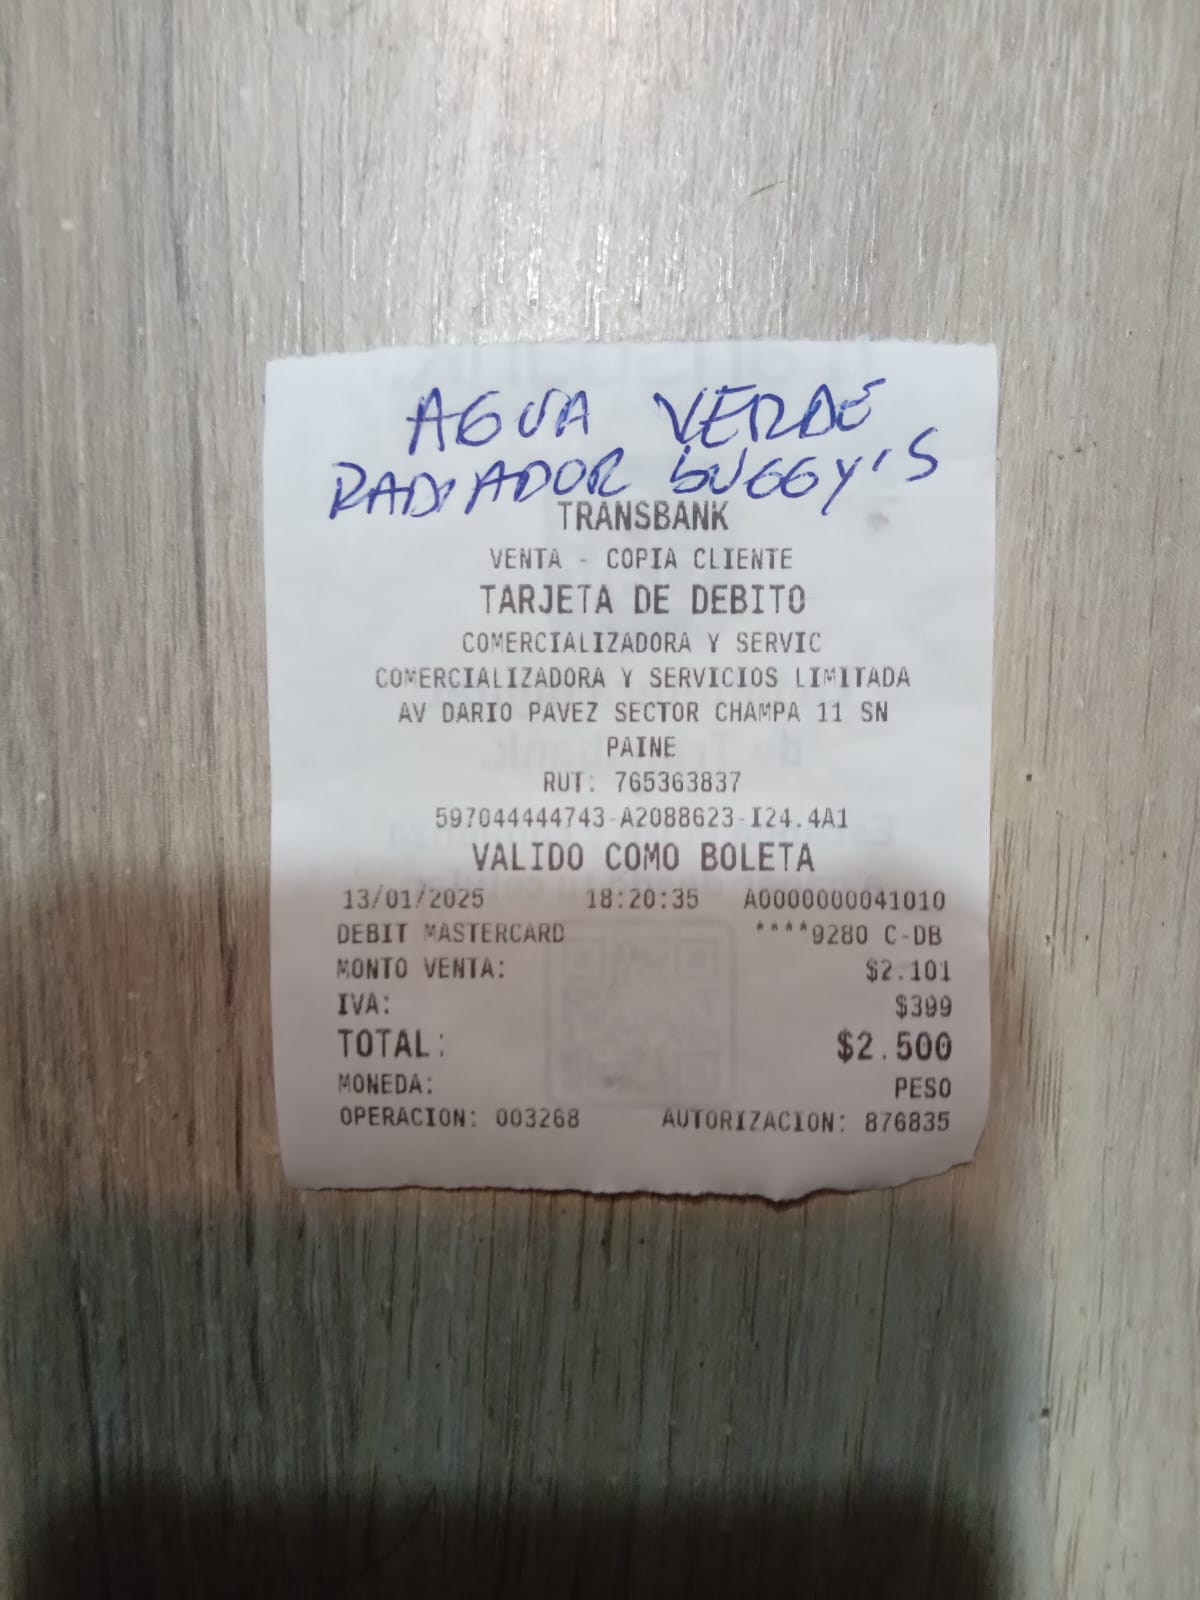 AGUA VERDE
RADIADOR BUGGY'S
TRANSBANK
VENTA - COPIA CLIENTE
TARJETA DE DEBITO
COMERCIALIZADORA Y SERVIC
COMERCIALIZADORA Y SERVICIOS LIMITADA
AV DARIO PAVEZ SECTOR CHAMPA 11 SN
PAINE
RUT: 765363837
597044444743-A2088623-I24.4A1
VALIDO COMO BOLETA
13/01/2025 18:20:35 A0000000041010
DEBIT MASTERCARD ****9280 C-DB
MONTO VENTA: $2.101
IVA: $399
TOTAL: $2.500
MONEDA: PESO
OPERACION: 003268 AUTORIZACION: 876835